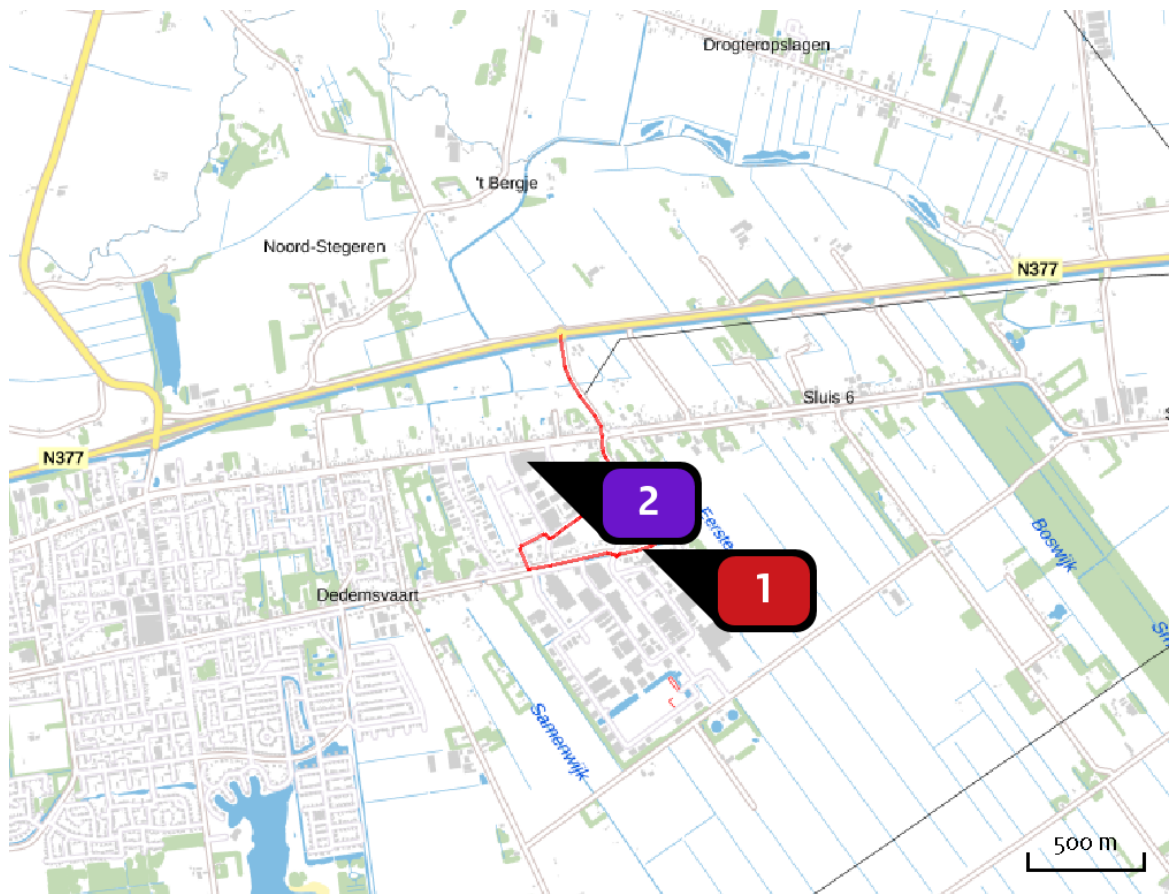 Drogteropslagen
't Bergje
Noord-Stegeren
N377
Sluis 6
N377
2
Eerste
Boswijk
1
Dedemsvaart
Samenwijk
500 m